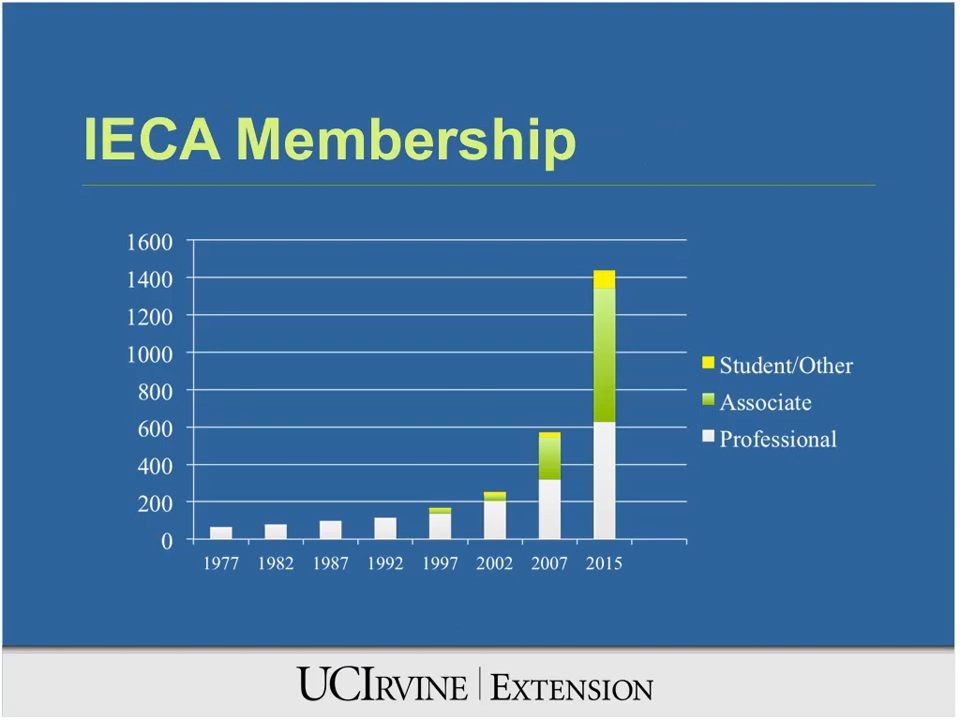 IECA Membership
1600
1400
1200
1000
800
600
400
200
0
1977 1982 1987 1992 1997 2002 2007 2015
Student/Other
Associate
Professional
UCIRVINE | EXTENSION